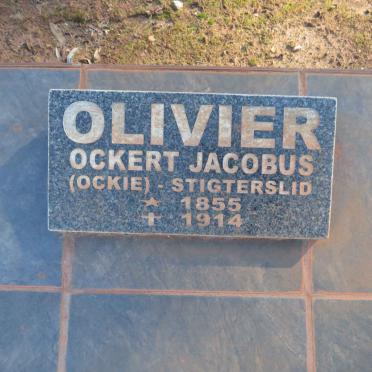 OLIVIER
OCKERT JACOBUS
(OCKIE) - STIGTERSLID
★ 1855
✝ 1914